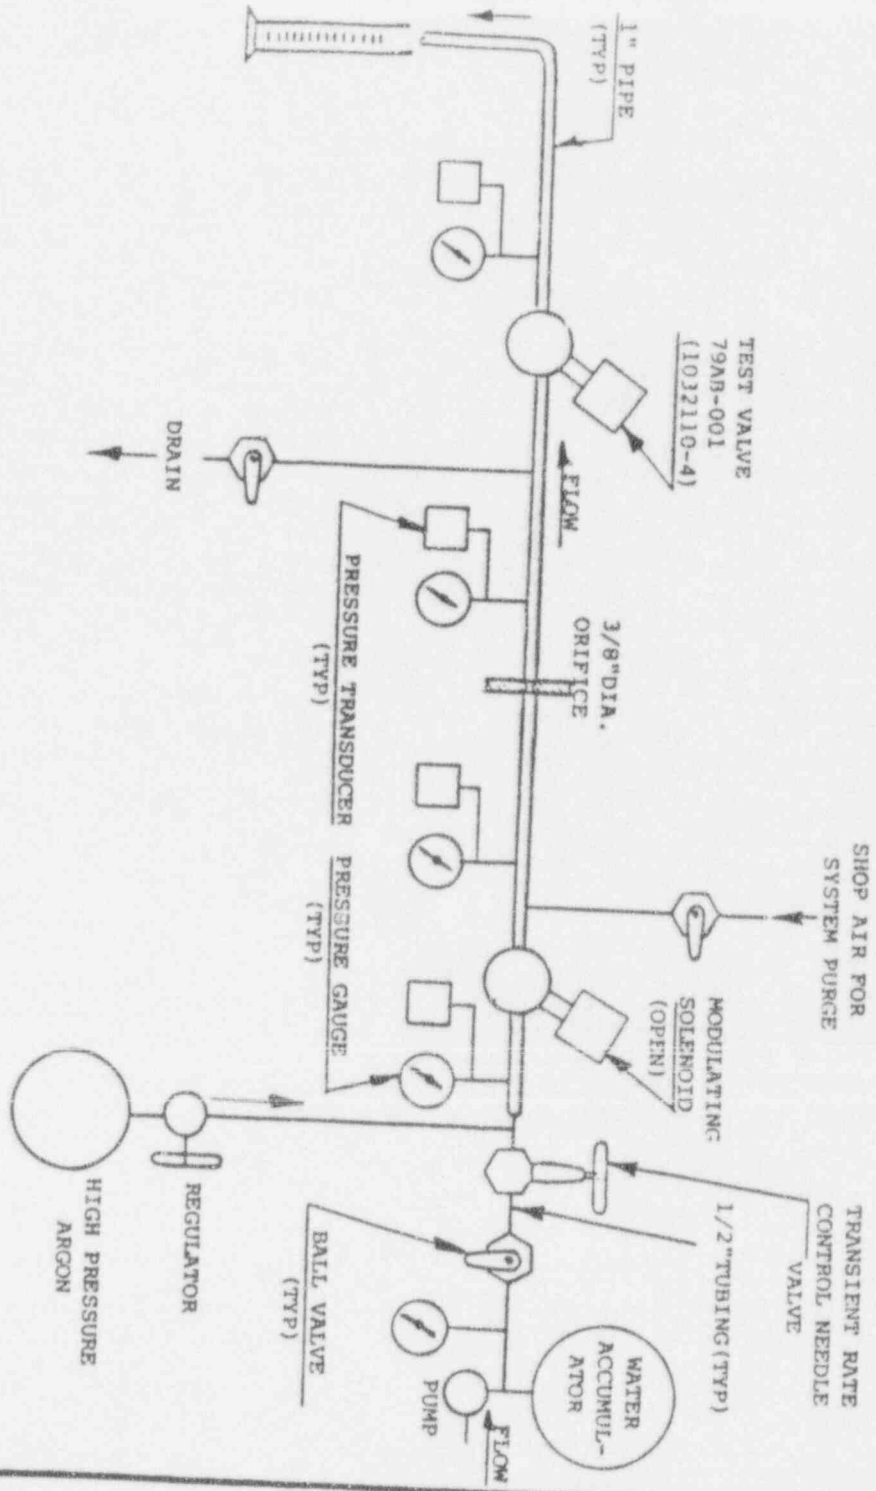 1" PIPE
(TYP)
TEST VALVE
79AB-001
(1032110-4)
FLOW
DRAIN
PRESSURE TRANSDUCER
(TYP)
3/8"DIA.
ORIFICE
PRESSURE GAUGE
(TYP)
SHOP AIR FOR
SYSTEM PURGE
MODULATING
SOLENOID
(OPEN)
TRANSIENT RATE
CONTROL NEEDLE
VALVE
1/2"TUBING(TYP)
HIGH PRESSURE
ARGON
REGULATOR
BALL VALVE
(TYP)
WATER
ACCUMUL-
ATOR
PUMP
FLOW